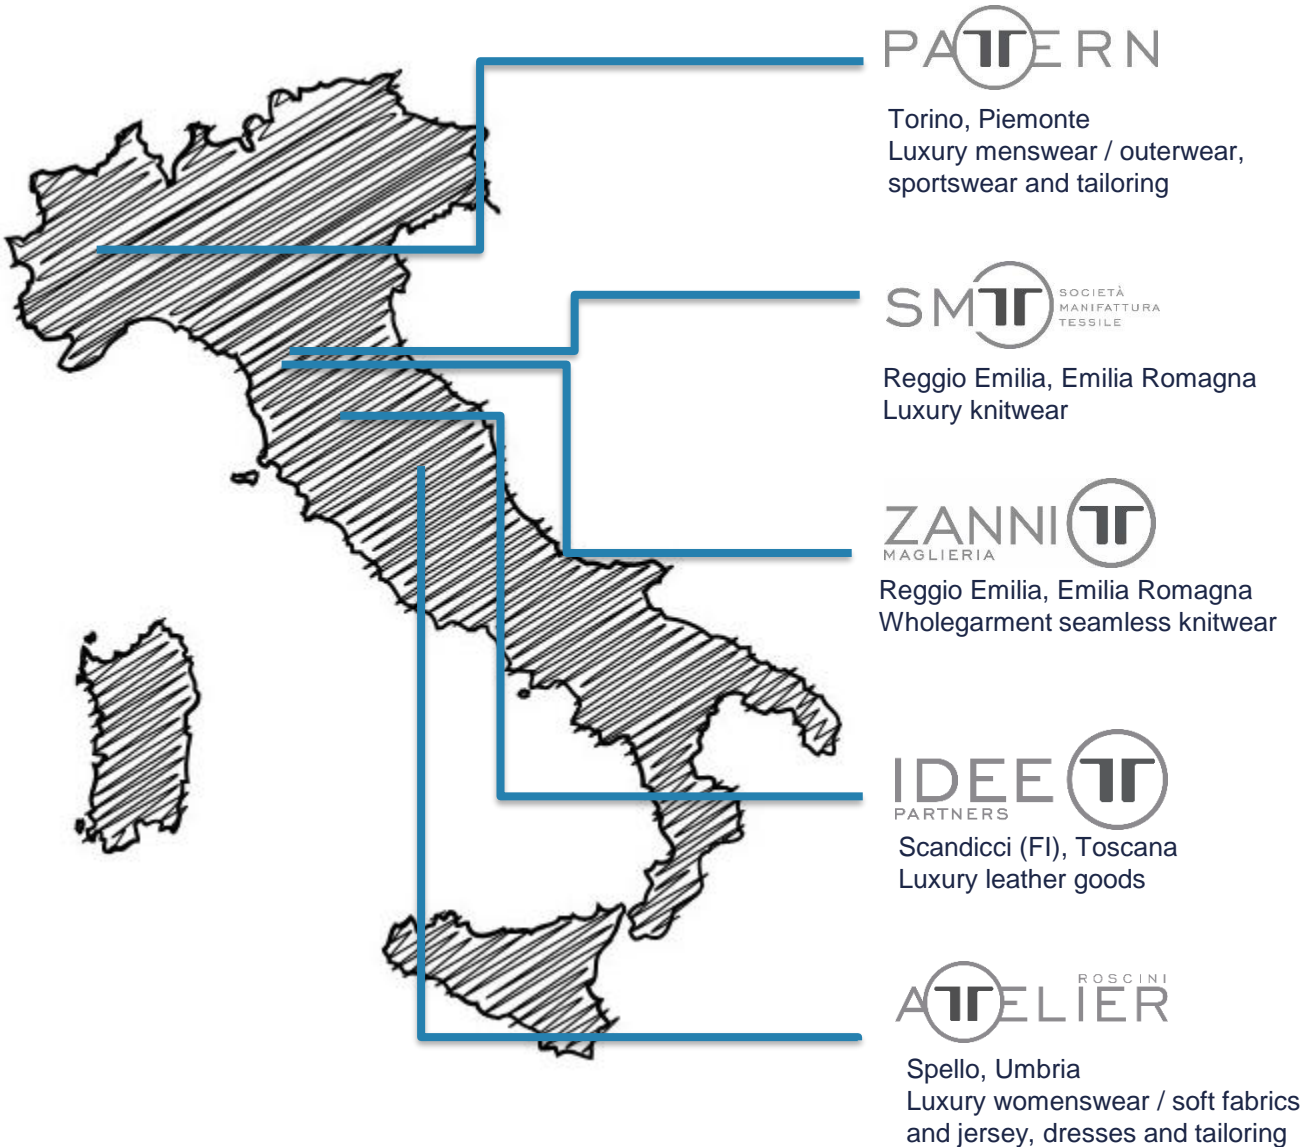 PATTERN
Torino, Piemonte
Luxury menswear / outerwear,
sportswear and tailoring
SMT
SOCIETÀ
MANIFATTURA
TESSILE
Reggio Emilia, Emilia Romagna
Luxury knitwear
ZANNI
MAGLIERIA
Reggio Emilia, Emilia Romagna
Wholegarment seamless knitwear
IDEE
PARTNERS
Scandicci (FI), Toscana
Luxury leather goods
ROSCINI
ATTELIER
Spello, Umbria
Luxury womenswear / soft fabrics
and jersey, dresses and tailoring